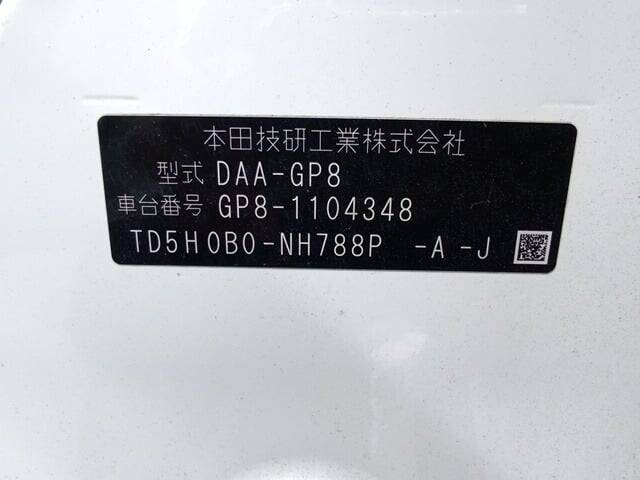 本田技研工業株式会社
型式 DAA-GP8
車台番号 GP8-1104348
TD5H0B0-NH788P -A -J